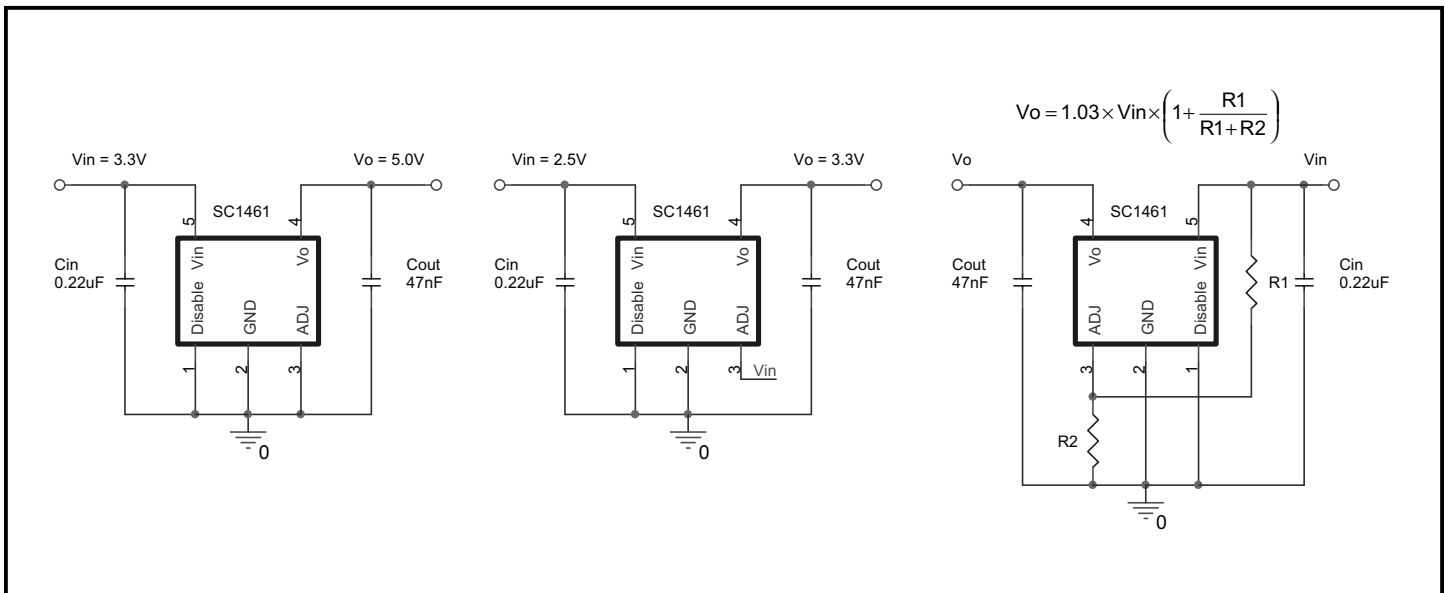 Vo = 1.03 × Vin × (1 + R1 / (R1 + R2))
Vin = 3.3V
Vo = 5.0V
SC1461
5
4
Vin
Vo
Cin
0.22uF
Cout
47nF
Disable
GND
ADJ
1
2
3
0
Vin = 2.5V
Vo = 3.3V
SC1461
5
4
Vin
Vo
Cin
0.22uF
Cout
47nF
Disable
GND
ADJ
1
2
3
Vin
0
Vo
Vin
SC1461
4
5
Vo
Vin
Cout
47nF
R1
Cin
0.22uF
ADJ
GND
Disable
3
2
1
R2
0